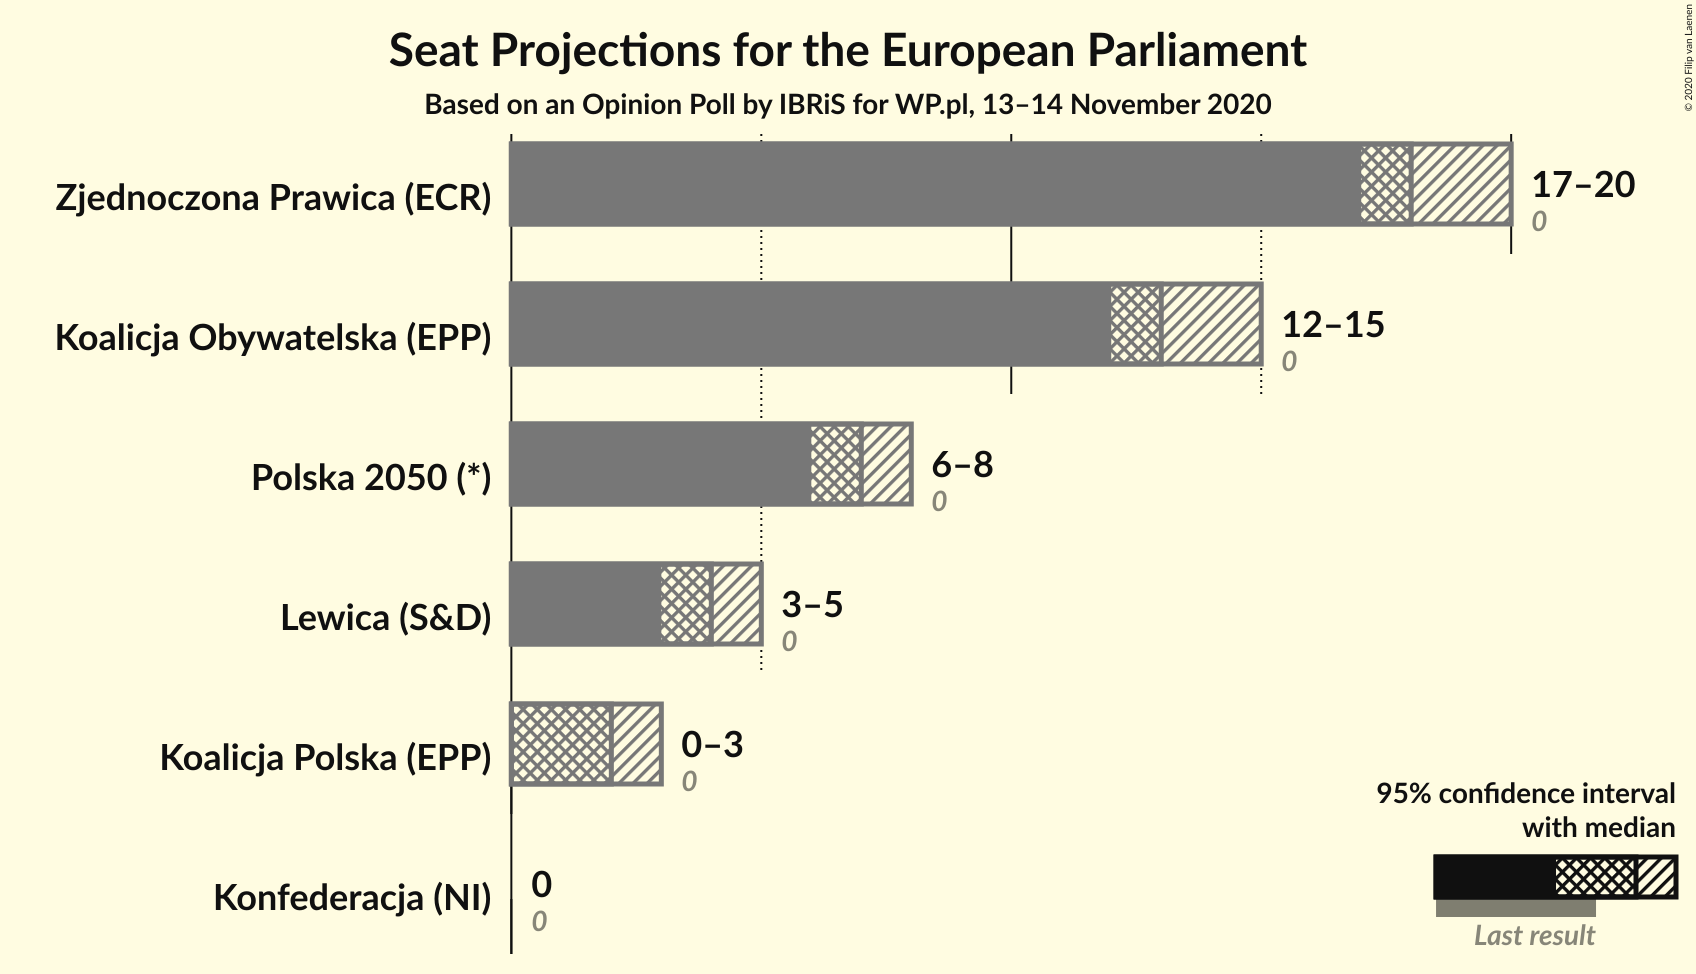 Seat Projections for the European Parliament
Based on an Opinion Poll by IBRiS for WP.pl, 13–14 November 2020
© 2020 Filip van Laenen
Zjednoczona Prawica (ECR)
17–20
0
Koalicja Obywatelska (EPP)
12–15
0
Polska 2050 (*)
6–8
0
Lewica (S&D)
3–5
0
Koalicja Polska (EPP)
0–3
0
Konfederacja (NI)
0
0
95% confidence interval
with median
Last result